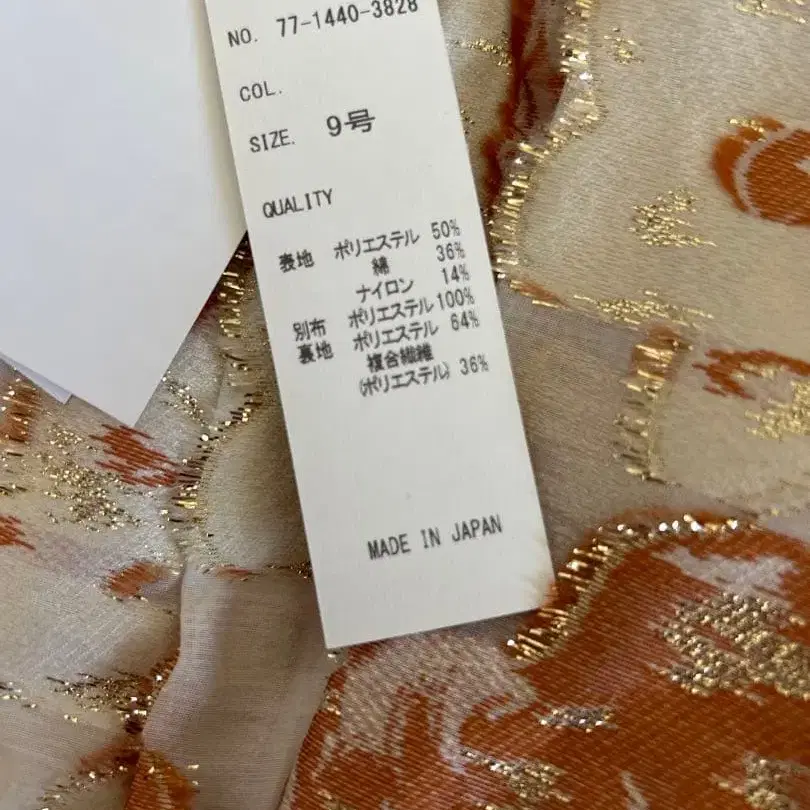 NO. 77-1440-3828
COL.
SIZE. 9号
QUALITY
表地 ポリエステル 50%
綿 36%
ナイロン 14%
別布 ポリエステル 100%
裏地 ポリエステル 64%
複合繊維
(ポリエステル) 36%
MADE IN JAPAN